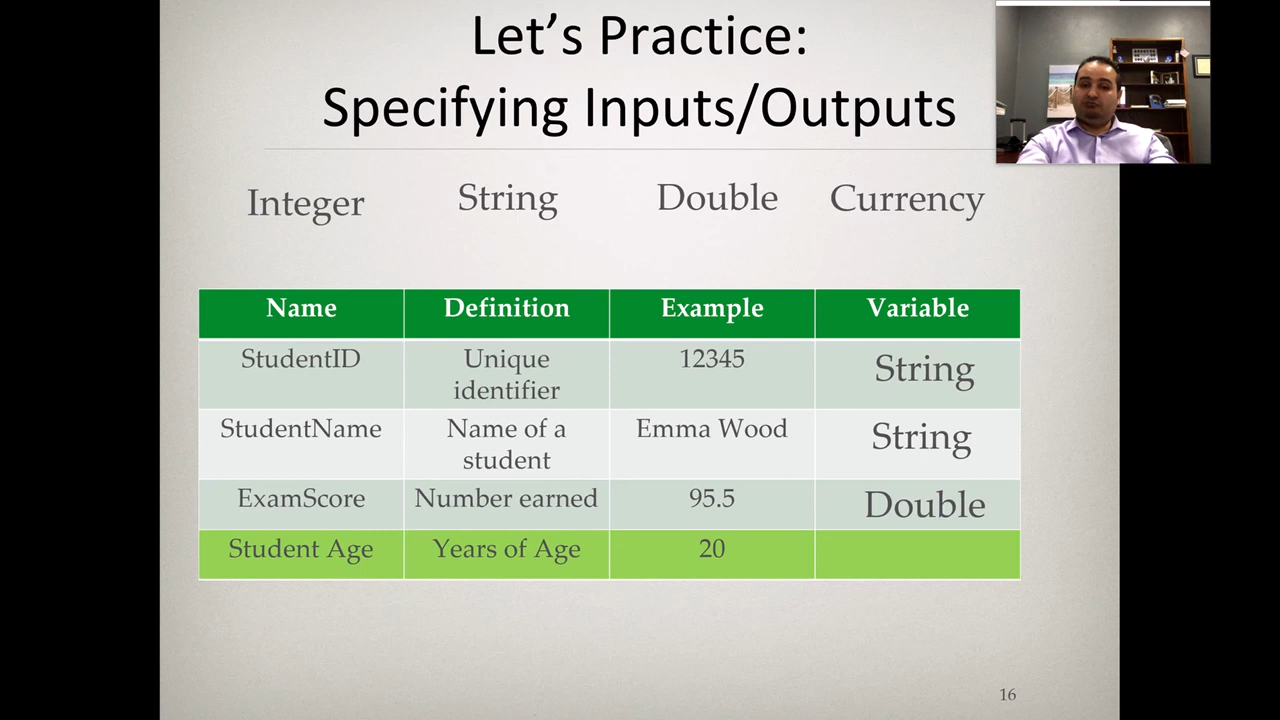 Let's Practice:
Specifying Inputs/Outputs
Integer String Double Currency
Name Definition Example Variable
StudentID Unique identifier 12345 String
StudentName Name of a student Emma Wood String
ExamScore Number earned 95.5 Double
Student Age Years of Age 20
16